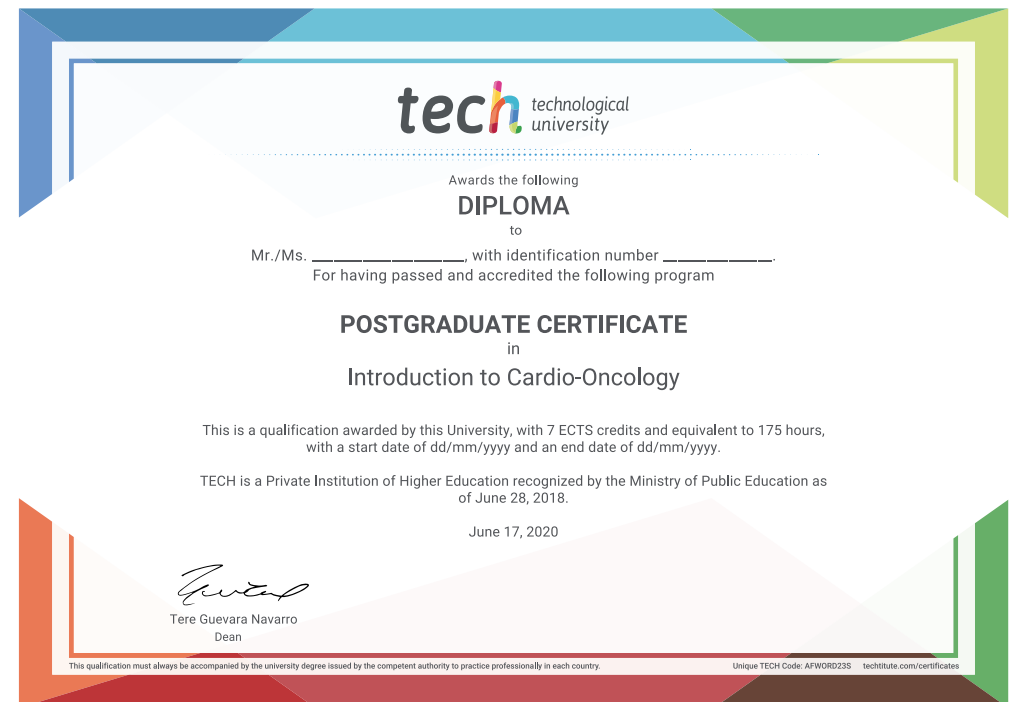 tech technological
university
Awards the following
DIPLOMA
to
Mr./Ms. ____________________, with identification number ______________.
For having passed and accredited the following program
POSTGRADUATE CERTIFICATE
in
Introduction to Cardio-Oncology
This is a qualification awarded by this University, with 7 ECTS credits and equivalent to 175 hours,
with a start date of dd/mm/yyyy and an end date of dd/mm/yyyy.
TECH is a Private Institution of Higher Education recognized by the Ministry of Public Education as
of June 28, 2018.
June 17, 2020
Tere Guevara Navarro
Dean
This qualification must always be accompanied by the university degree issued by the competent authority to practice professionally in each country.
Unique TECH Code: AFWORD23S techtitute.com/certificates